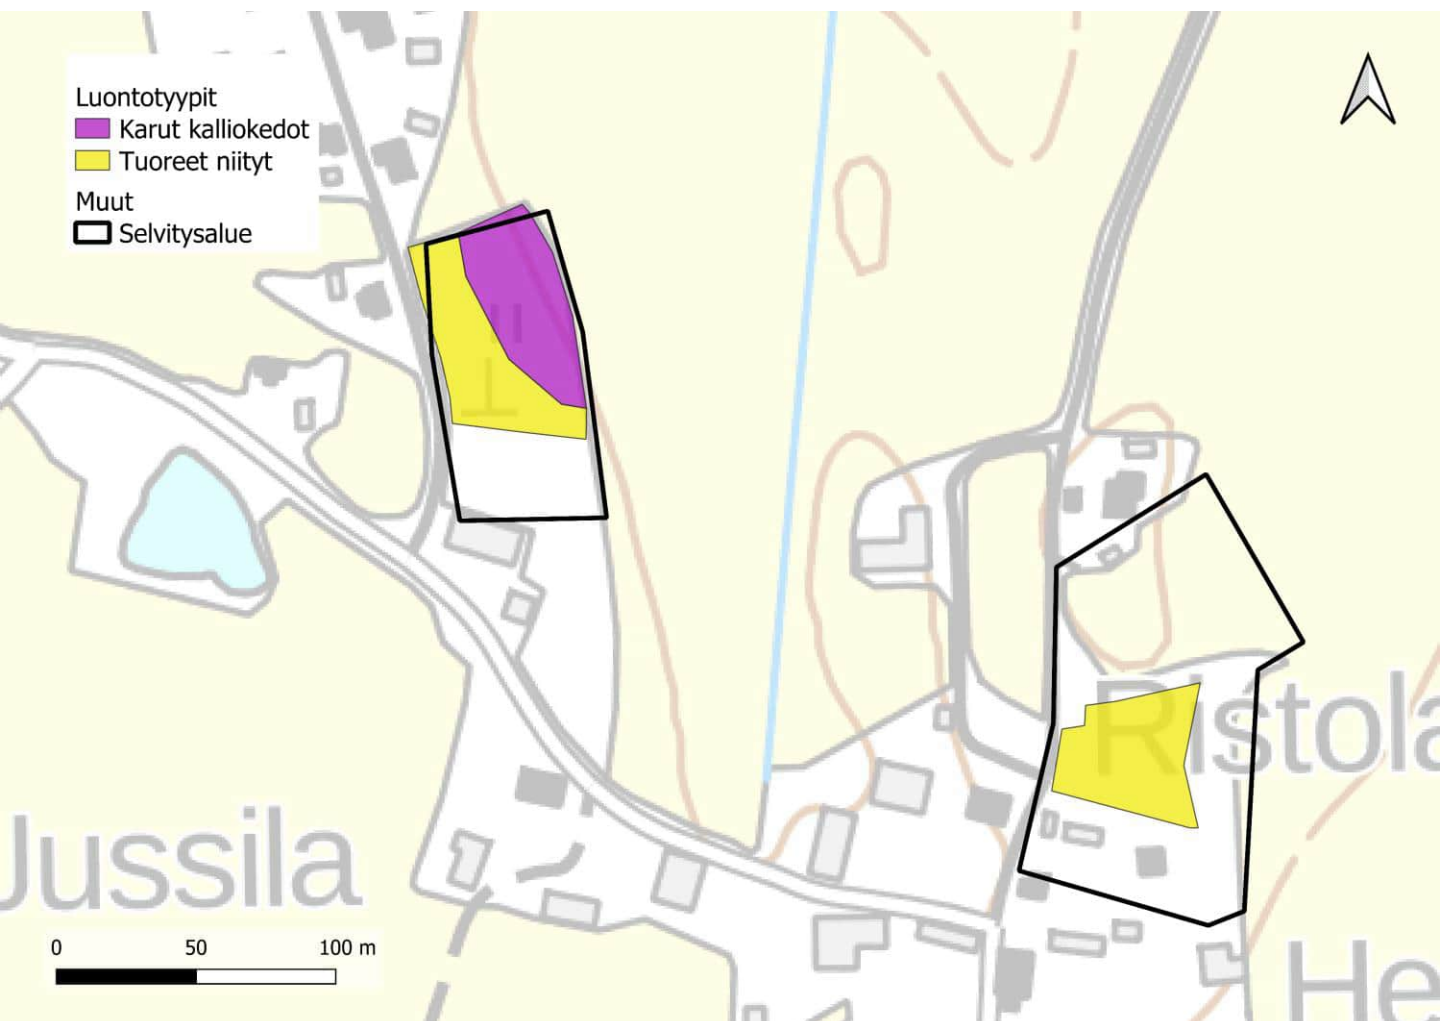 Luontotyypit
Karut kalliokedot
Tuoreet niityt
Muut
Selvitysalue
Ristola
Jussila
0 50 100 m
He